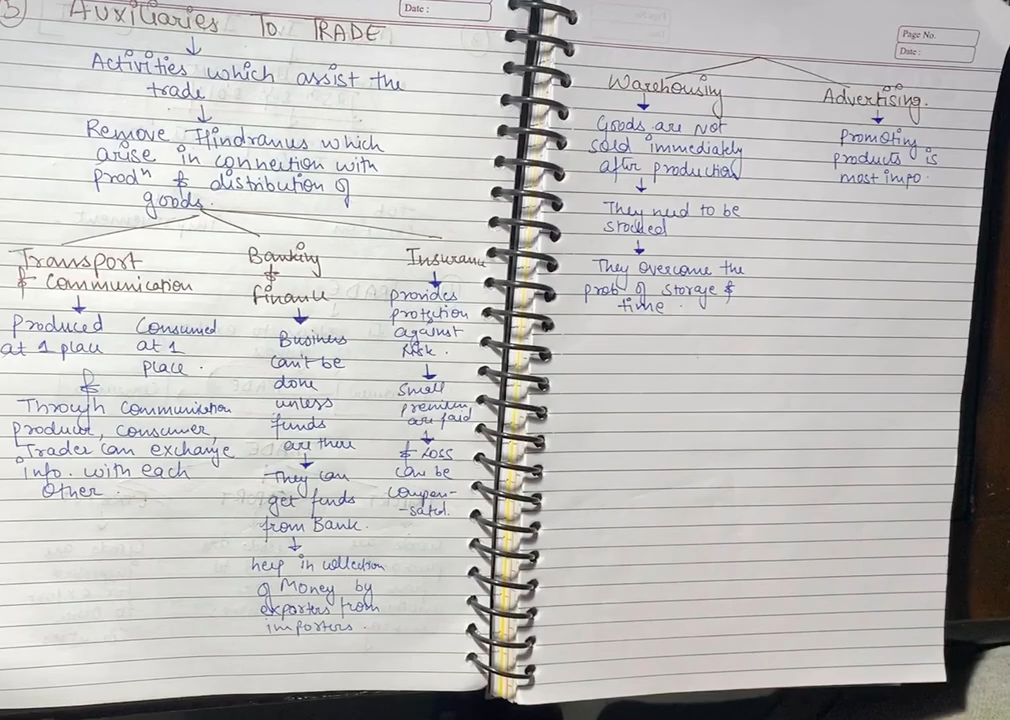 3) AUXILIARIES TO TRADE
Date :
Activities which assist the
trade
Remove Hindrances which
arise in connection with
prodn & distribution of
goods.
Transport
& Communication
Produced
at 1 place
Consumed
at 1
place.
&
Through communication
producer, consumer,
Trader can exchange
info. with each
other.
Banking
&
Finance
Business
can't be
done
unless
funds
are there
They can
get funds
from Bank.
help in collection
of Money by
exporters from
importers.
Insurance
provides
protection
against
Risk.
Small
premium
are paid
& Loss
can be
compen-
-sated.
Page No.
Date :
Warehousing
Goods are Not
sold immediately
after production
They need to be
stocked
They overcome the
prob of storage &
time.
Advertising.
Promoting
products is
most impo.